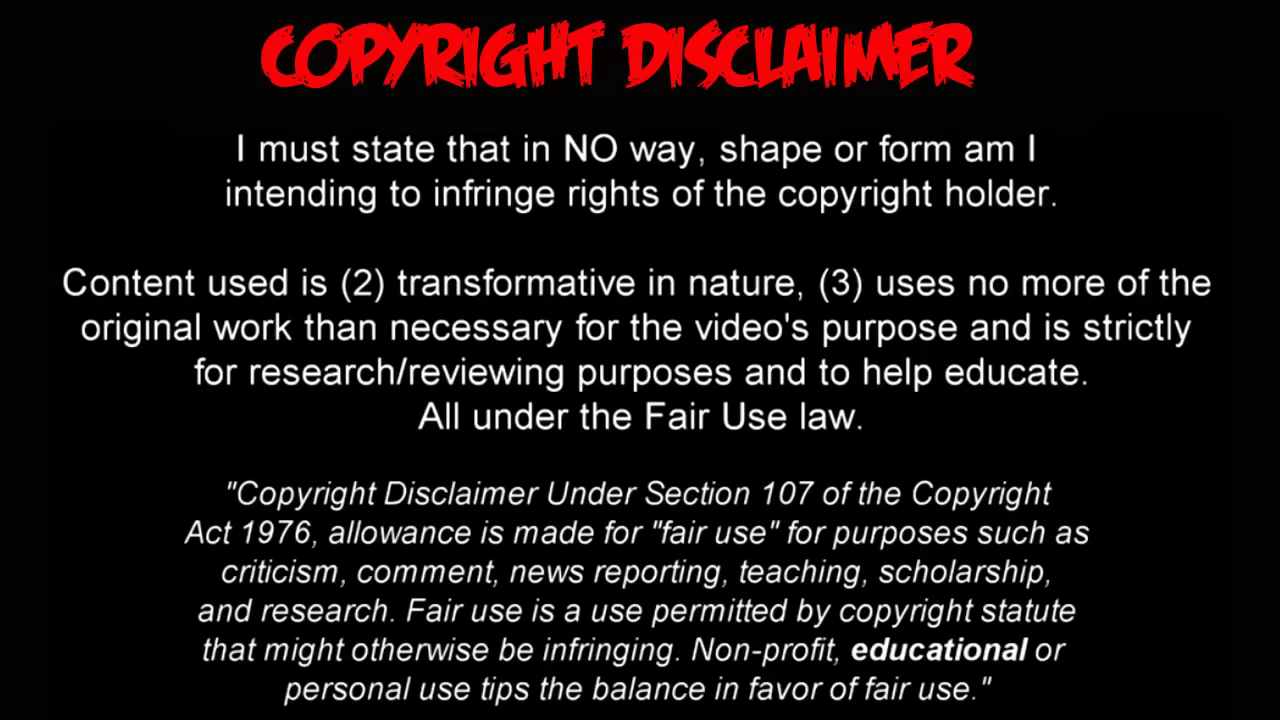 COPYRIGHT DISCLAIMER
I must state that in NO way, shape or form am I
intending to infringe rights of the copyright holder.
Content used is (2) transformative in nature, (3) uses no more of the
original work than necessary for the video's purpose and is strictly
for research/reviewing purposes and to help educate.
All under the Fair Use law.
"Copyright Disclaimer Under Section 107 of the Copyright
Act 1976, allowance is made for "fair use" for purposes such as
criticism, comment, news reporting, teaching, scholarship,
and research. Fair use is a use permitted by copyright statute
that might otherwise be infringing. Non-profit, educational or
personal use tips the balance in favor of fair use."